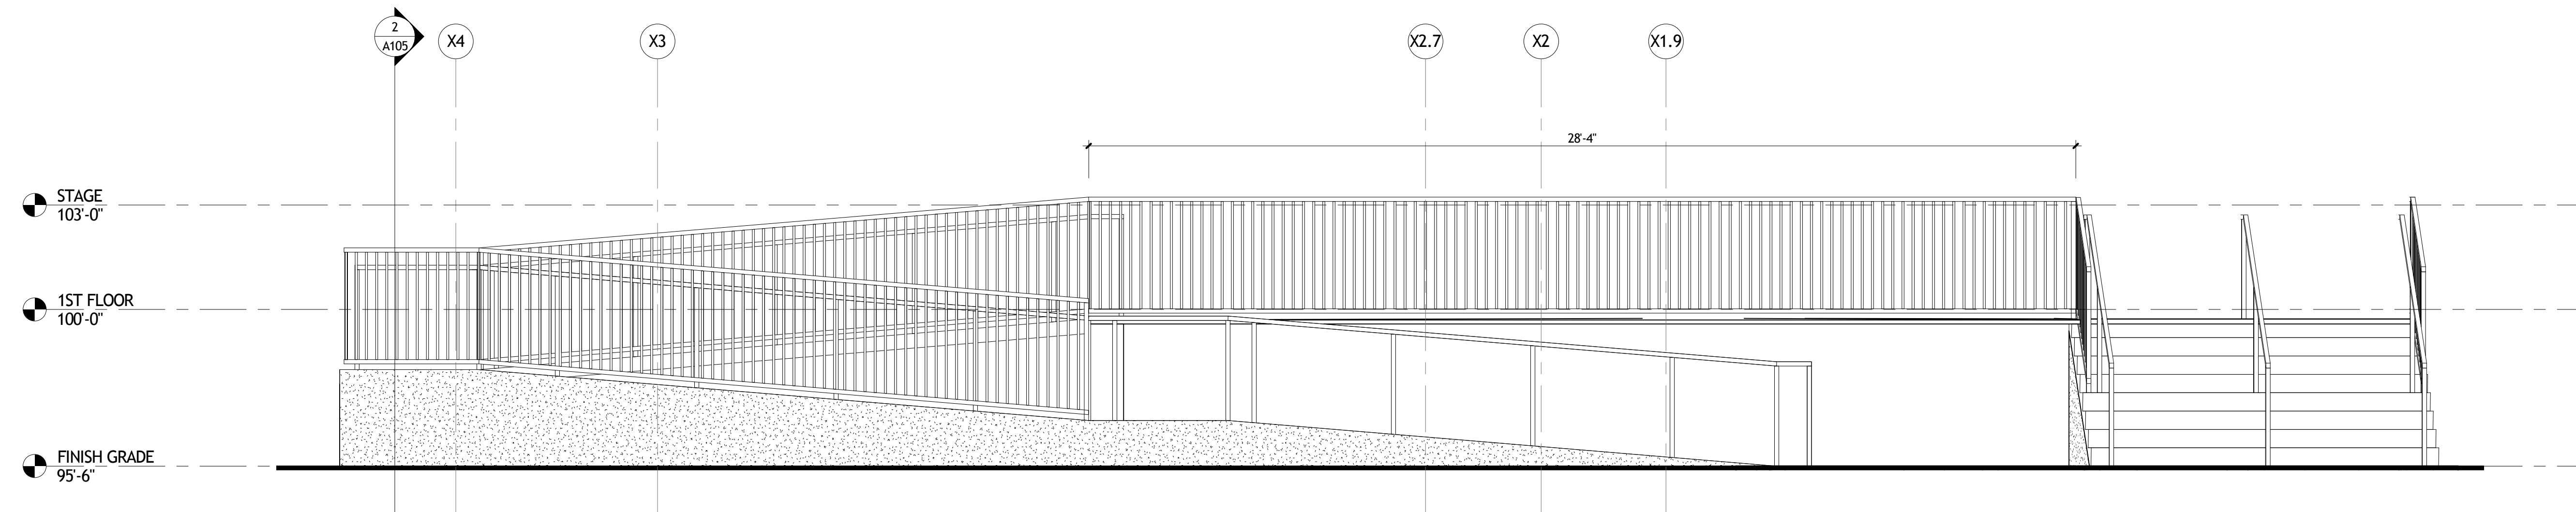 2
A105
X4
X3
X2.7
X2
X1.9
28'-4"
STAGE
103'-0"
1ST FLOOR
100'-0"
FINISH GRADE
95'-6"